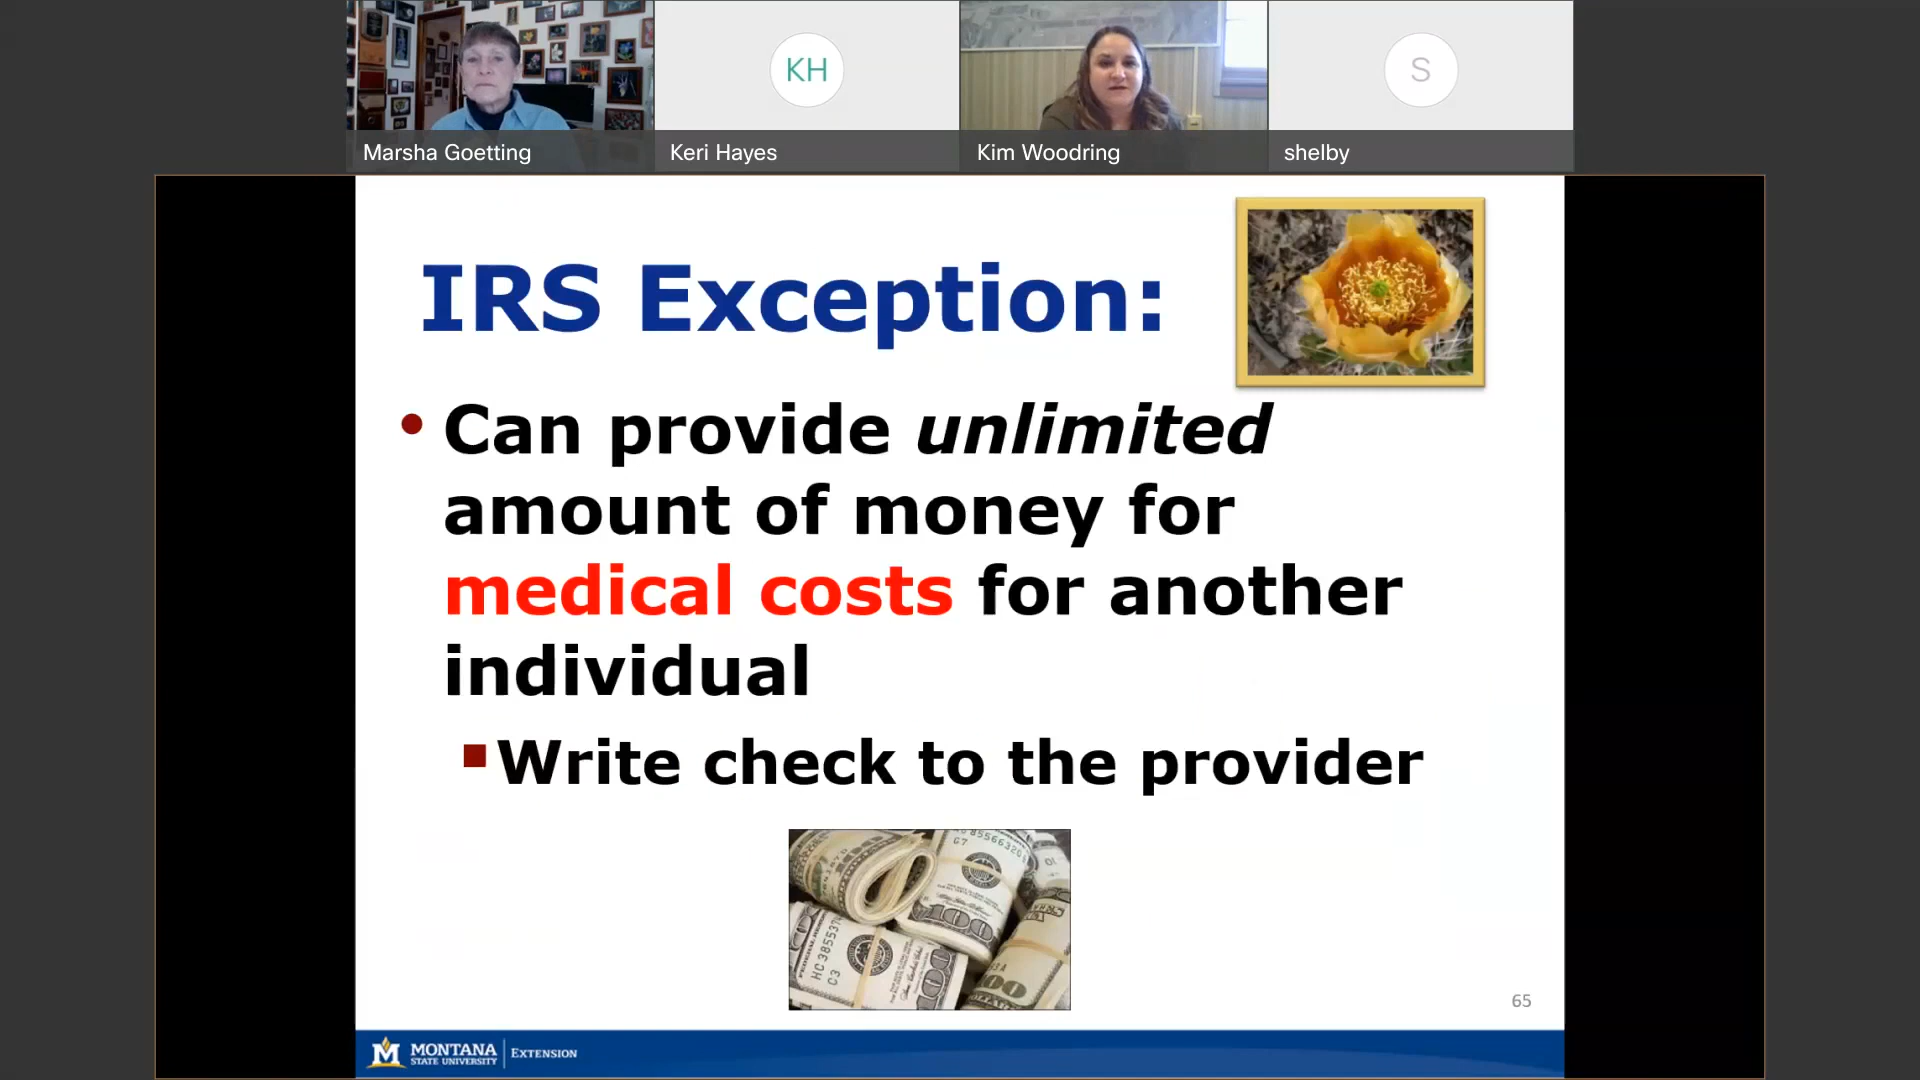 KH
S
Marsha Goetting
Keri Hayes
Kim Woodring
shelby
IRS Exception:
• Can provide unlimited
amount of money for
medical costs for another
individual
▪ Write check to the provider
100
65
M MONTANA
STATE UNIVERSITY
EXTENSION